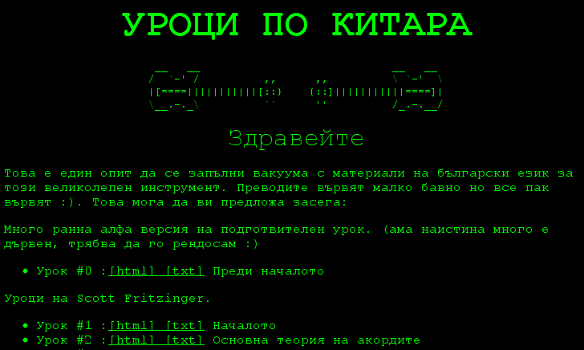 УРОЦИ ПО КИТАРА
Здравейте
Това е един опит да се запълни вакуума с материали на български език за
този великолепен инструмент. Преводите вървят малко бавно но все пак
вървят :). Това мога да ви предложа засега:
Много ранна алфа версия на подготвителен урок. (ама наистина много е
дървен, трябва да го рендосам :)
• Урок #0 :[html] [txt] Преди началото
Уроци на Scott Fritzinger.
• Урок #1 :[html] [txt] Началото
• Урок #2 :[html] [txt] Основна теория на акордите